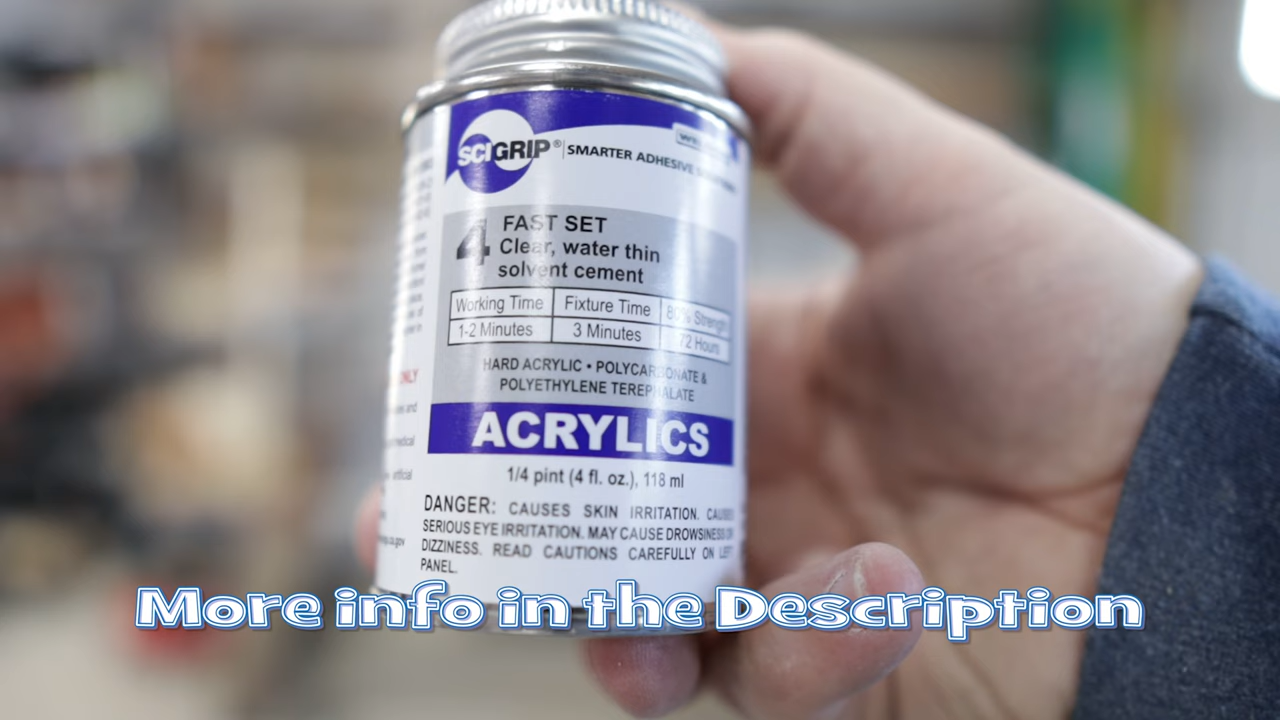 SCIGRIP® SMARTER ADHESIVE
4 FAST SET
Clear, water thin
solvent cement
Working Time Fixture Time 80% Strength
1-2 Minutes 3 Minutes 72 Hours
HARD ACRYLIC • POLYCARBONATE &
POLYETHYLENE TEREPHALATE
ACRYLICS
1/4 pint (4 fl. oz.), 118 ml
DANGER: CAUSES SKIN IRRITATION. CAUSES
SERIOUS EYE IRRITATION. MAY CAUSE DROWSINESS OR
DIZZINESS. READ CAUTIONS CAREFULLY ON LEFT
PANEL.
More info in the Description